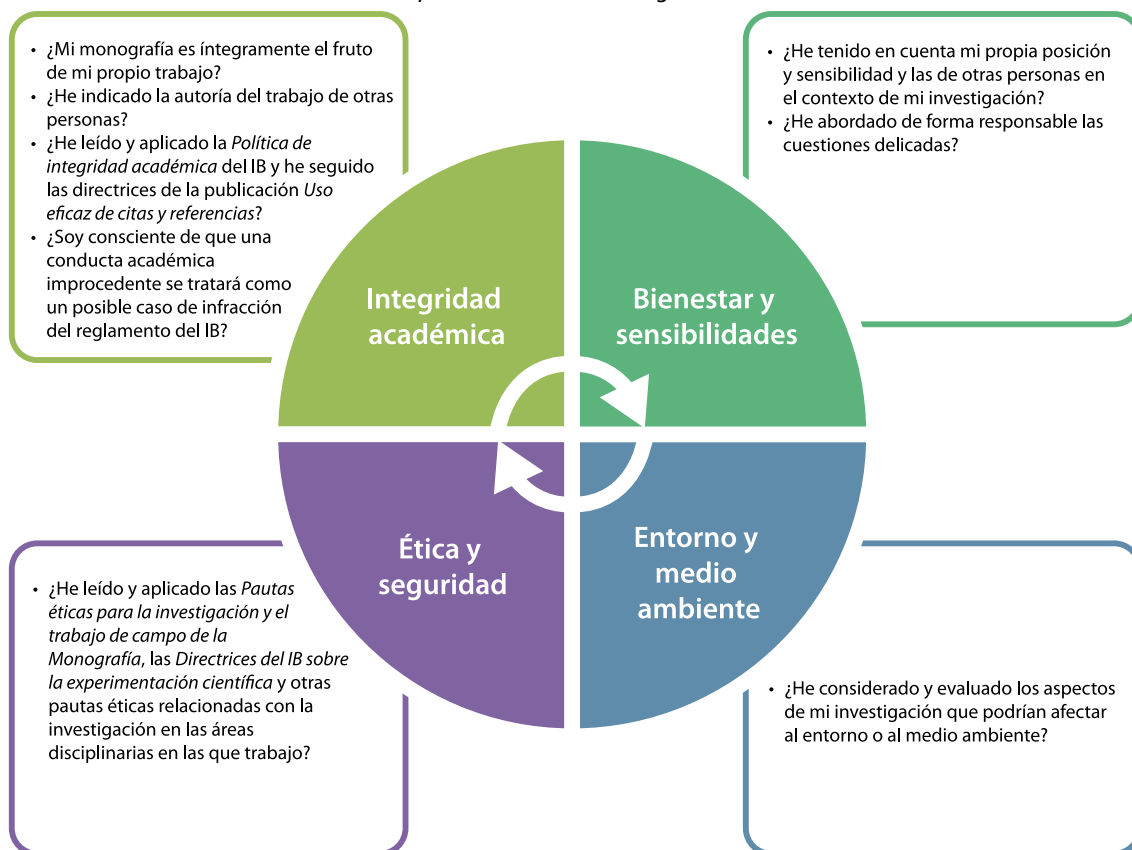 • ¿Mi monografía es íntegramente el fruto
de mi propio trabajo?
• ¿He indicado la autoría del trabajo de otras
personas?
• ¿He leído y aplicado la Política de
integridad académica del IB y he seguido
las directrices de la publicación Uso
eficaz de citas y referencias?
• ¿Soy consciente de que una
conducta académica
improcedente se tratará como
un posible caso de infracción
del reglamento del IB?
• ¿He tenido en cuenta mi propia posición
y sensibilidad y las de otras personas en
el contexto de mi investigación?
• ¿He abordado de forma responsable las
cuestiones delicadas?
Integridad
académica
Bienestar y
sensibilidades
Ética y
seguridad
Entorno y
medio
ambiente
• ¿He leído y aplicado las Pautas
éticas para la investigación y el
trabajo de campo de la
Monografía, las Directrices del IB sobre
la experimentación científica y otras
pautas éticas relacionadas con la
investigación en las áreas
disciplinarias en las que trabajo?
• ¿He considerado y evaluado los aspectos
de mi investigación que podrían afectar
al entorno o al medio ambiente?